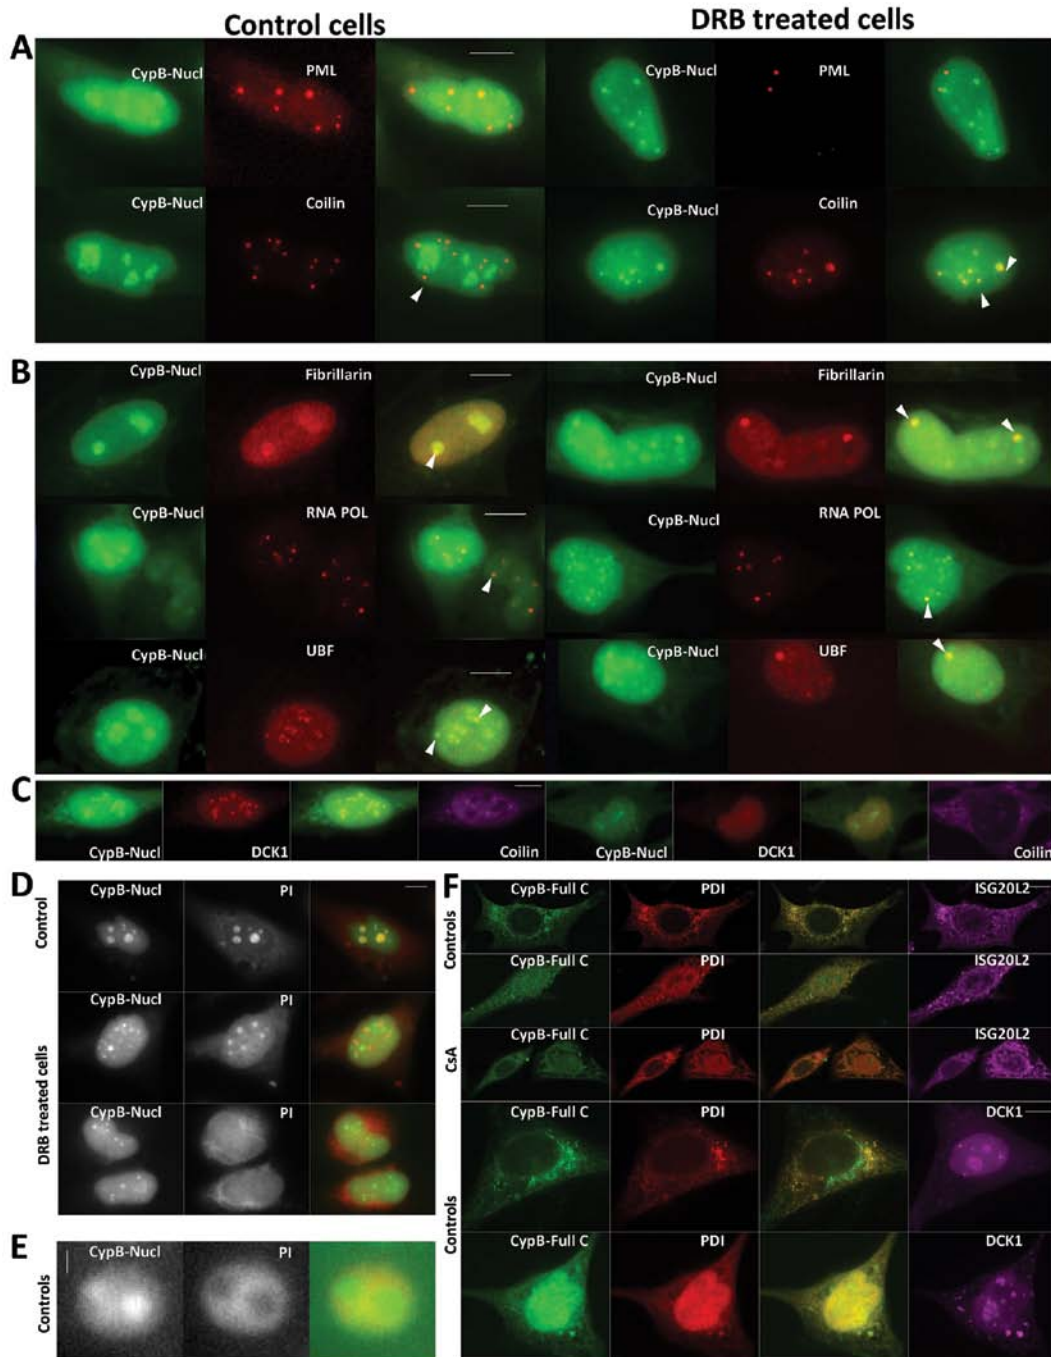 Control cells DRB treated cells
A
CypB-Nucl PML CypB-Nucl PML
CypB-Nucl Coilin CypB-Nucl Coilin
B
CypB-Nucl Fibrillarin CypB-Nucl Fibrillarin
CypB-Nucl RNA POL CypB-Nucl RNA POL
CypB-Nucl UBF CypB-Nucl UBF
C
CypB-Nucl DCK1 Coilin CypB-Nucl DCK1 Coilin
D
Control
CypB-Nucl PI
DRB treated cells
CypB-Nucl PI
CypB-Nucl PI
E
Controls
CypB-Nucl PI
F
Controls
CypB-Full C PDI ISG20L2
CypB-Full C PDI ISG20L2
CsA
CypB-Full C PDI ISG20L2
Controls
CypB-Full C PDI DCK1
CypB-Full C PDI DCK1